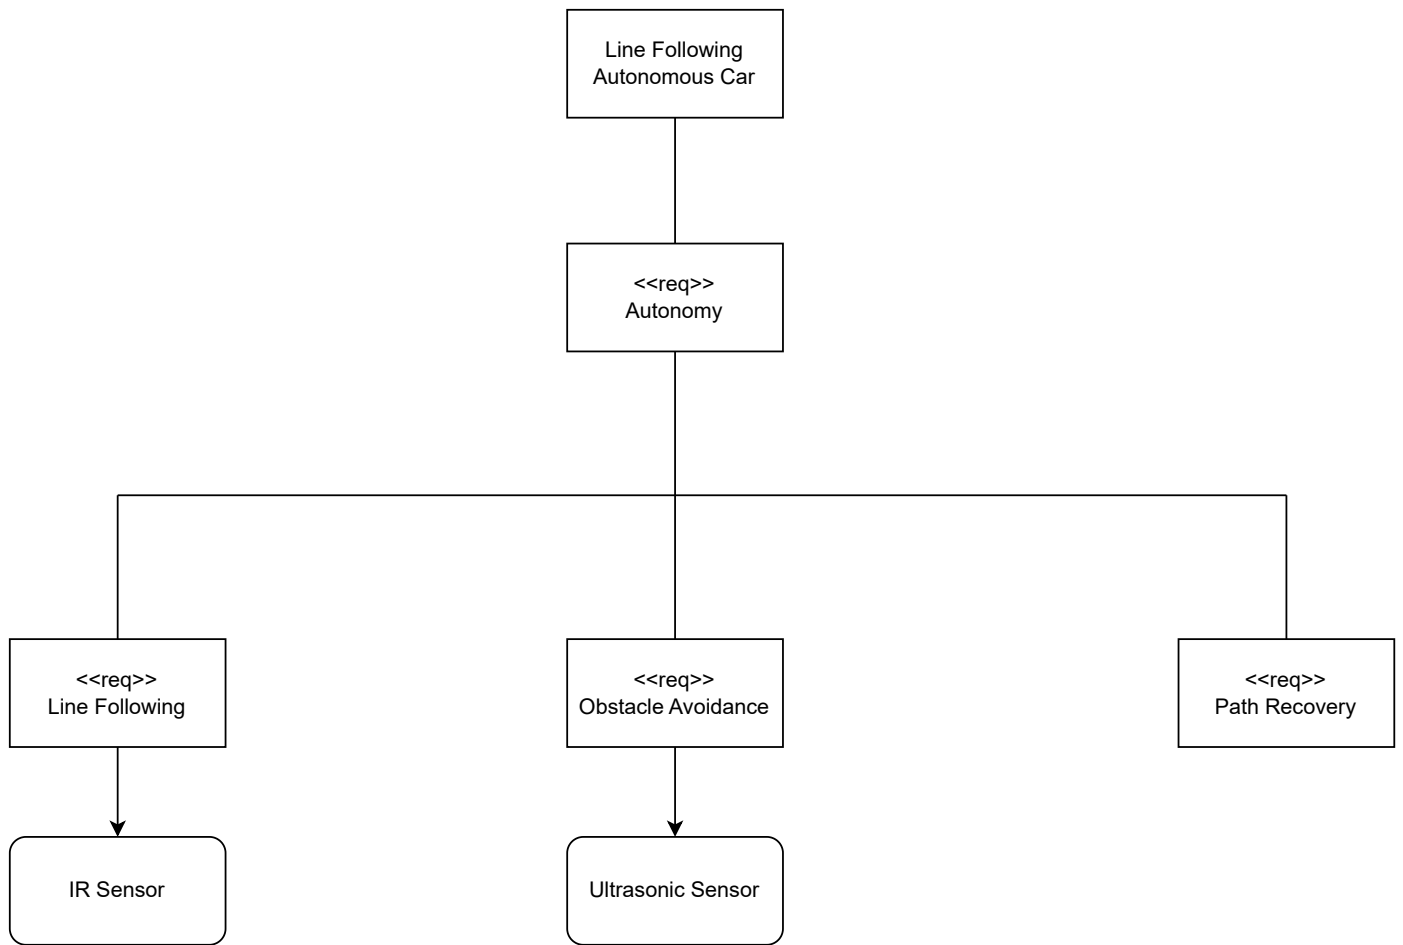 Line Following
Autonomous Car
<<req>>
Autonomy
<<req>>
Line Following
<<req>>
Obstacle Avoidance
<<req>>
Path Recovery
IR Sensor
Ultrasonic Sensor